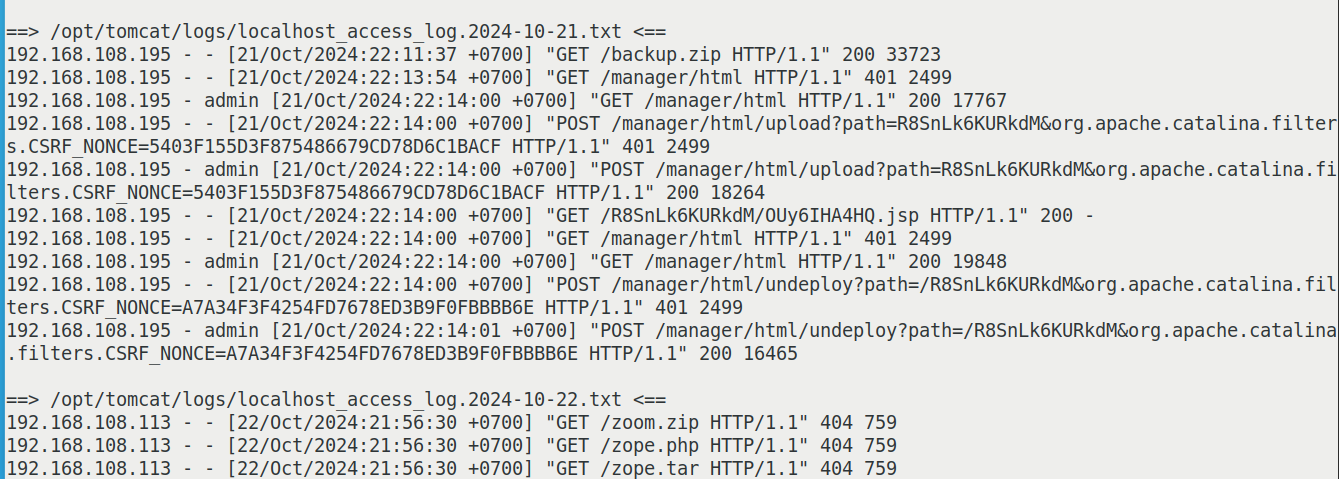 ==> /opt/tomcat/logs/localhost_access_log.2024-10-21.txt <==
192.168.108.195 - - [21/Oct/2024:22:11:37 +0700] "GET /backup.zip HTTP/1.1" 200 33723
192.168.108.195 - - [21/Oct/2024:22:13:54 +0700] "GET /manager/html HTTP/1.1" 401 2499
192.168.108.195 - admin [21/Oct/2024:22:14:00 +0700] "GET /manager/html HTTP/1.1" 200 17767
192.168.108.195 - - [21/Oct/2024:22:14:00 +0700] "POST /manager/html/upload?path=R8SnLk6KURkdM&org.apache.catalina.filter
s.CSRF_NONCE=5403F155D3F875486679CD78D6C1BACF HTTP/1.1" 401 2499
192.168.108.195 - admin [21/Oct/2024:22:14:00 +0700] "POST /manager/html/upload?path=R8SnLk6KURkdM&org.apache.catalina.fi
lters.CSRF_NONCE=5403F155D3F875486679CD78D6C1BACF HTTP/1.1" 200 18264
192.168.108.195 - - [21/Oct/2024:22:14:00 +0700] "GET /R8SnLk6KURkdM/OUy6IHA4HQ.jsp HTTP/1.1" 200 -
192.168.108.195 - - [21/Oct/2024:22:14:00 +0700] "GET /manager/html HTTP/1.1" 401 2499
192.168.108.195 - admin [21/Oct/2024:22:14:00 +0700] "GET /manager/html HTTP/1.1" 200 19848
192.168.108.195 - - [21/Oct/2024:22:14:00 +0700] "POST /manager/html/undeploy?path=/R8SnLk6KURkdM&org.apache.catalina.fil
ters.CSRF_NONCE=A7A34F3F4254FD7678ED3B9F0FBBBB6E HTTP/1.1" 401 2499
192.168.108.195 - admin [21/Oct/2024:22:14:01 +0700] "POST /manager/html/undeploy?path=/R8SnLk6KURkdM&org.apache.catalina
.filters.CSRF_NONCE=A7A34F3F4254FD7678ED3B9F0FBBBB6E HTTP/1.1" 200 16465
==> /opt/tomcat/logs/localhost_access_log.2024-10-22.txt <==
192.168.108.113 - - [22/Oct/2024:21:56:30 +0700] "GET /zoom.zip HTTP/1.1" 404 759
192.168.108.113 - - [22/Oct/2024:21:56:30 +0700] "GET /zope.php HTTP/1.1" 404 759
192.168.108.113 - - [22/Oct/2024:21:56:30 +0700] "GET /zope.tar HTTP/1.1" 404 759